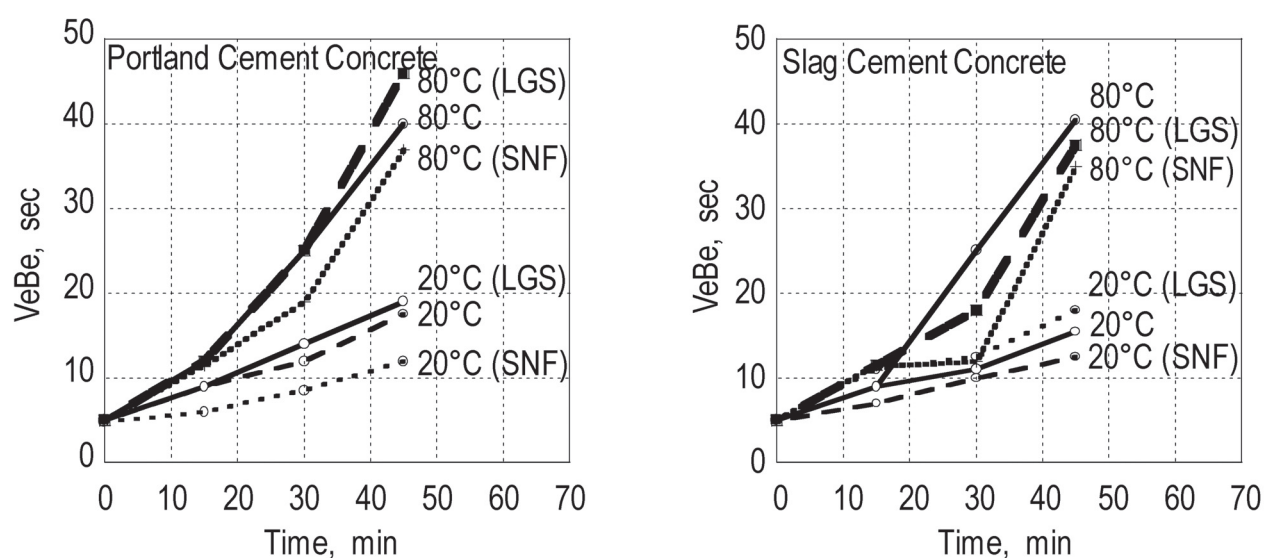 Portland Cement Concrete
50
40
30
20
10
0
VeBe, sec
80°C (LGS)
80°C
80°C (SNF)
20°C (LGS)
20°C
20°C (SNF)
0 10 20 30 40 50 60 70
Time, min
Slag Cement Concrete
50
40
30
20
10
0
VeBe, sec
80°C
80°C (LGS)
80°C (SNF)
20°C (LGS)
20°C
20°C (SNF)
0 10 20 30 40 50 60 70
Time, min